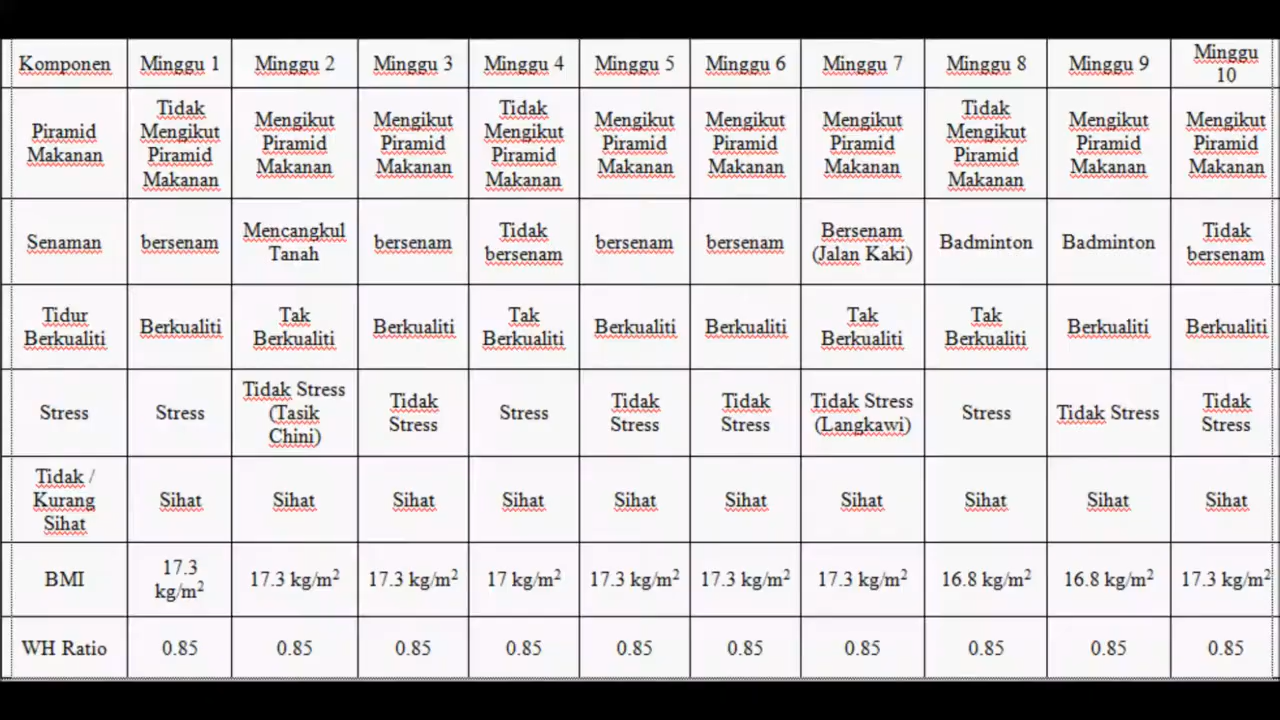 Komponen Minggu 1 Minggu 2 Minggu 3 Minggu 4 Minggu 5 Minggu 6 Minggu 7 Minggu 8 Minggu 9 Minggu
10
Piramid
Makanan
Tidak
Mengikut
Piramid
Makanan
Mengikut
Piramid
Makanan
Mengikut
Piramid
Makanan
Tidak
Mengikut
Piramid
Makanan
Mengikut
Piramid
Makanan
Mengikut
Piramid
Makanan
Mengikut
Piramid
Makanan
Tidak
Mengikut
Piramid
Makanan
Mengikut
Piramid
Makanan
Mengikut
Piramid
Makanan
Senaman
bersenam
Mencangkul
Tanah
bersenam
Tidak
bersenam
bersenam
bersenam
Bersenam
(Jalan Kaki)
Badminton
Badminton
Tidak
bersenam
Tidur
Berkualiti
Berkualiti
Tak
Berkualiti
Berkualiti
Tak
Berkualiti
Berkualiti
Berkualiti
Tak
Berkualiti
Tak
Berkualiti
Berkualiti
Berkualiti
Stress
Stress
Tidak Stress
(Tasik
Chini)
Tidak
Stress
Stress
Tidak
Stress
Tidak
Stress
Tidak Stress
(Langkawi)
Stress
Tidak Stress
Tidak
Stress
Tidak /
Kurang
Sihat
Sihat
Sihat
Sihat
Sihat
Sihat
Sihat
Sihat
Sihat
Sihat
Sihat
BMI
17.3
kg/m²
17.3 kg/m²
17.3 kg/m²
17 kg/m²
17.3 kg/m²
17.3 kg/m²
17.3 kg/m²
16.8 kg/m²
16.8 kg/m²
17.3 kg/m²
WH Ratio 0.85 0.85 0.85 0.85 0.85 0.85 0.85 0.85 0.85 0.85